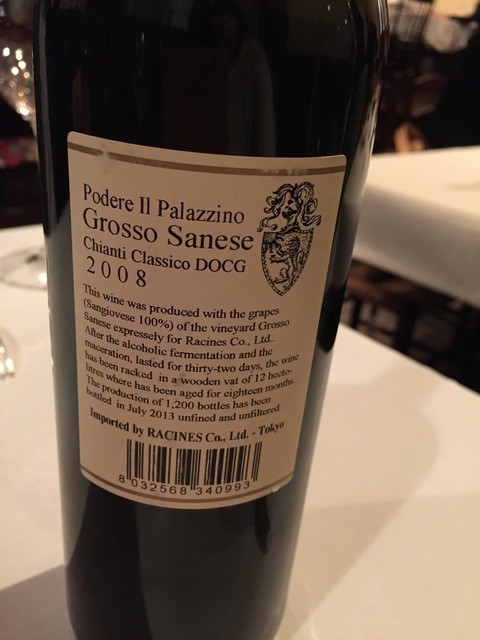 Podere Il Palazzino
Grosso Sanese
Chianti Classico DOCG
2008
This wine was produced with the grapes
(Sangiovese 100%) of the vineyard Grosso
Sanese expressely for Racines Co., Ltd..
After the alcoholic fermentation and the
maceration, lasted for thirty-two days, the wine
has been racked in a wooden vat of 12 hecto-
litres where has been aged for eighteen months.
The production of 1,200 bottles has been
bottled in July 2013 unfined and unfiltered.
Imported by RACINES Co., Ltd. - Tokyo
8 032568 340993